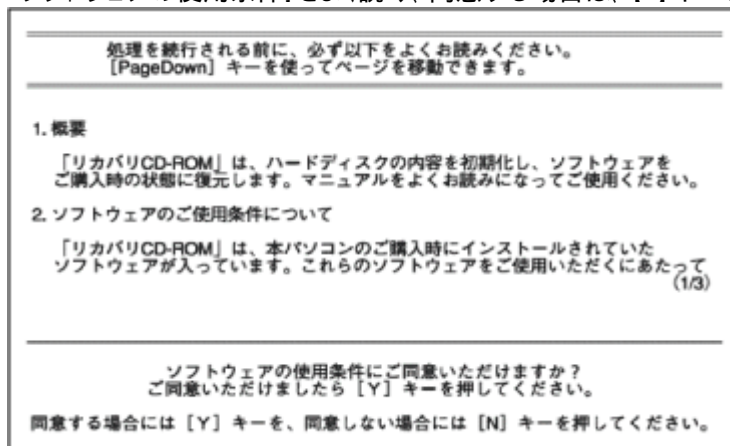 処理を続行される前に、必ず以下をよくお読みください。
［PageDown］キーを使ってページを移動できます。
1. 概要
「リカバリCD-ROM」は、ハードディスクの内容を初期化し、ソフトウェアを
ご購入時の状態に復元します。マニュアルをよくお読みになってご使用ください。
2. ソフトウェアのご使用条件について
「リカバリCD-ROM」は、本パソコンのご購入時にインストールされていた
ソフトウェアが入っています。これらのソフトウェアをご使用いただくにあたって
(1/3)
ソフトウェアの使用条件にご同意いただけますか？
ご同意いただけましたら［Y］キーを押してください。
同意する場合には［Y］キーを、同意しない場合には［N］キーを押してください。